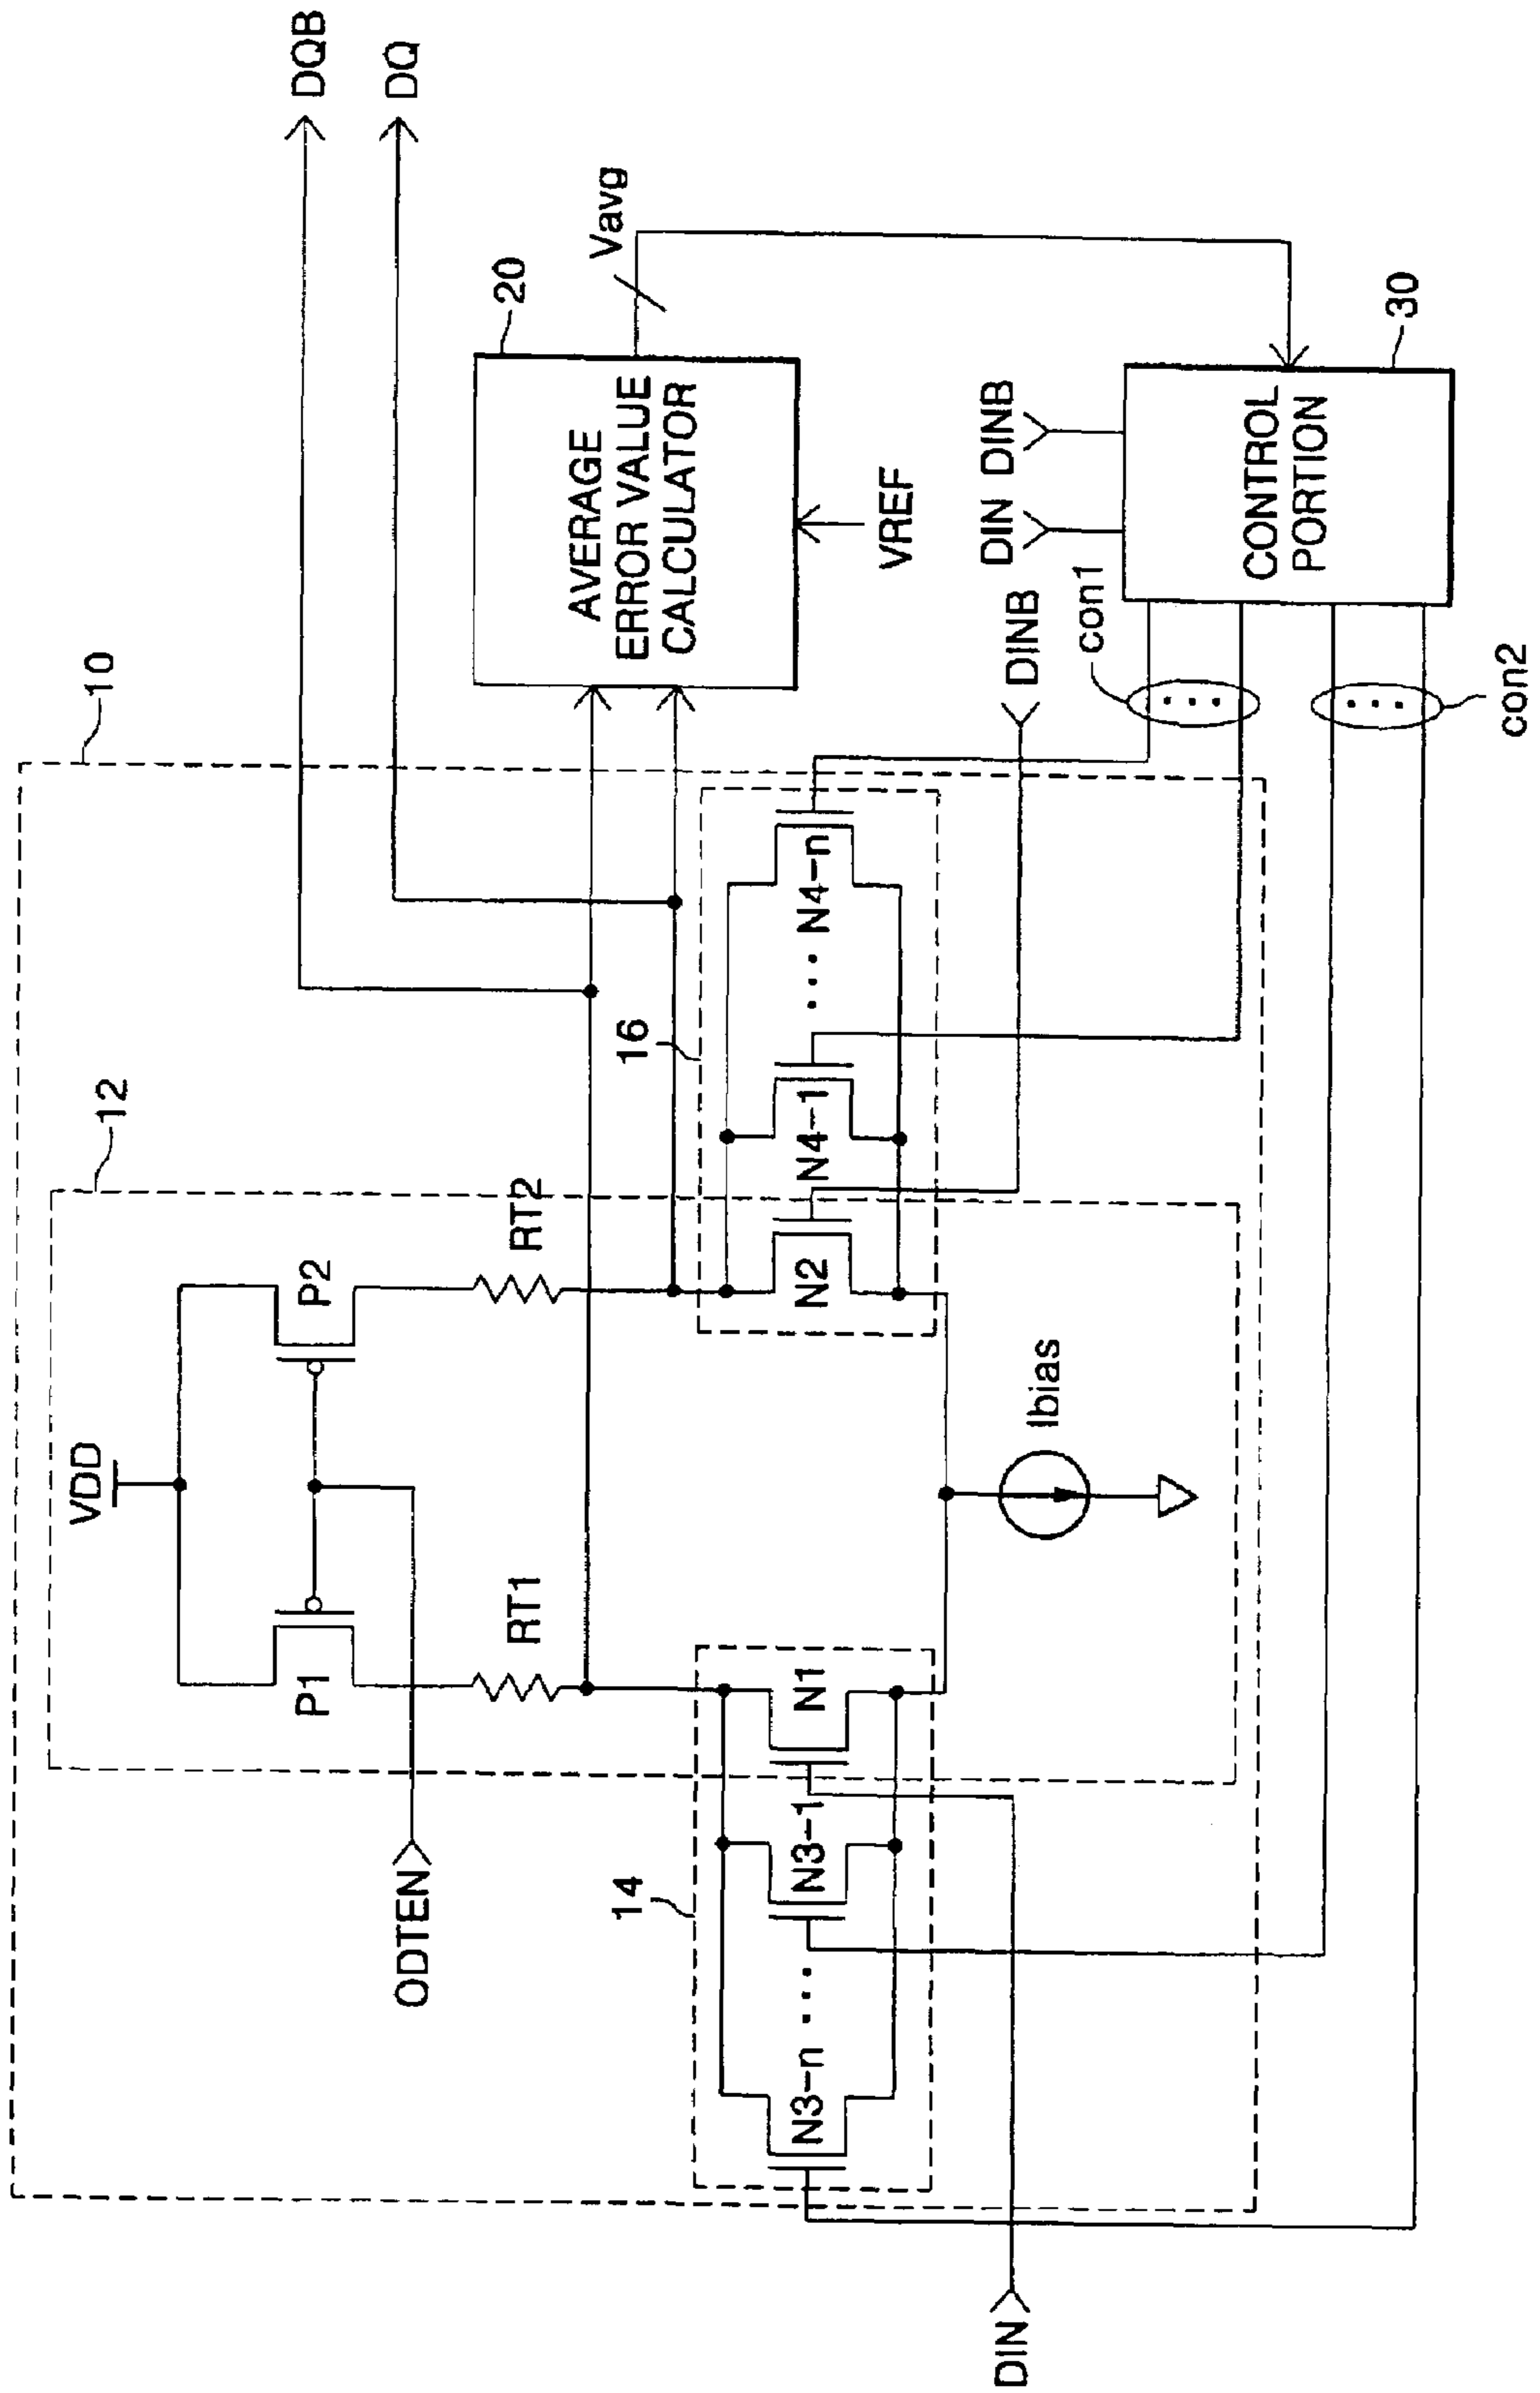 10
12
VDD
P1
P2
ODTEN
RT1
RT2
DQB
DQ
20
AVERAGE
ERROR VALUE
CALCULATOR
Vavg
VREF
14
16
N3-n
...
N3-1
N1
N2
N4-1
...
N4-n
DIN
Ibias
DINB
DIN DINB
con1
...
con2
...
CONTROL
PORTION
30